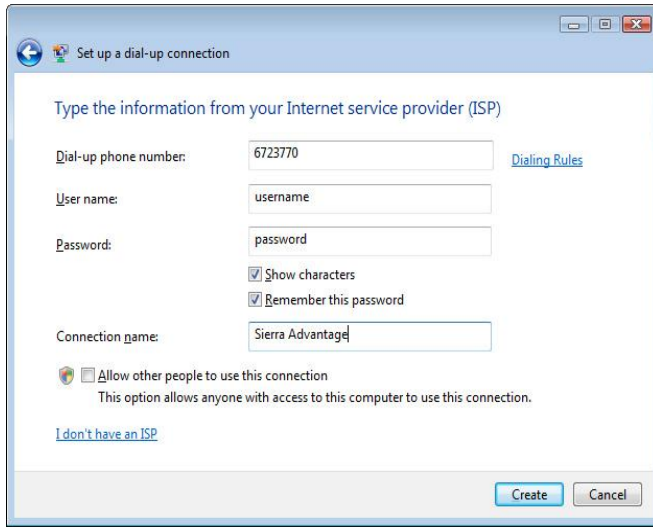 Set up a dial-up connection
Type the information from your Internet service provider (ISP)
Dial-up phone number: 6723770 Dialing Rules
User name: username
Password: password
Show characters
Remember this password
Connection name: Sierra Advantage
Allow other people to use this connection
This option allows anyone with access to this computer to use this connection.
I don't have an ISP
Create Cancel